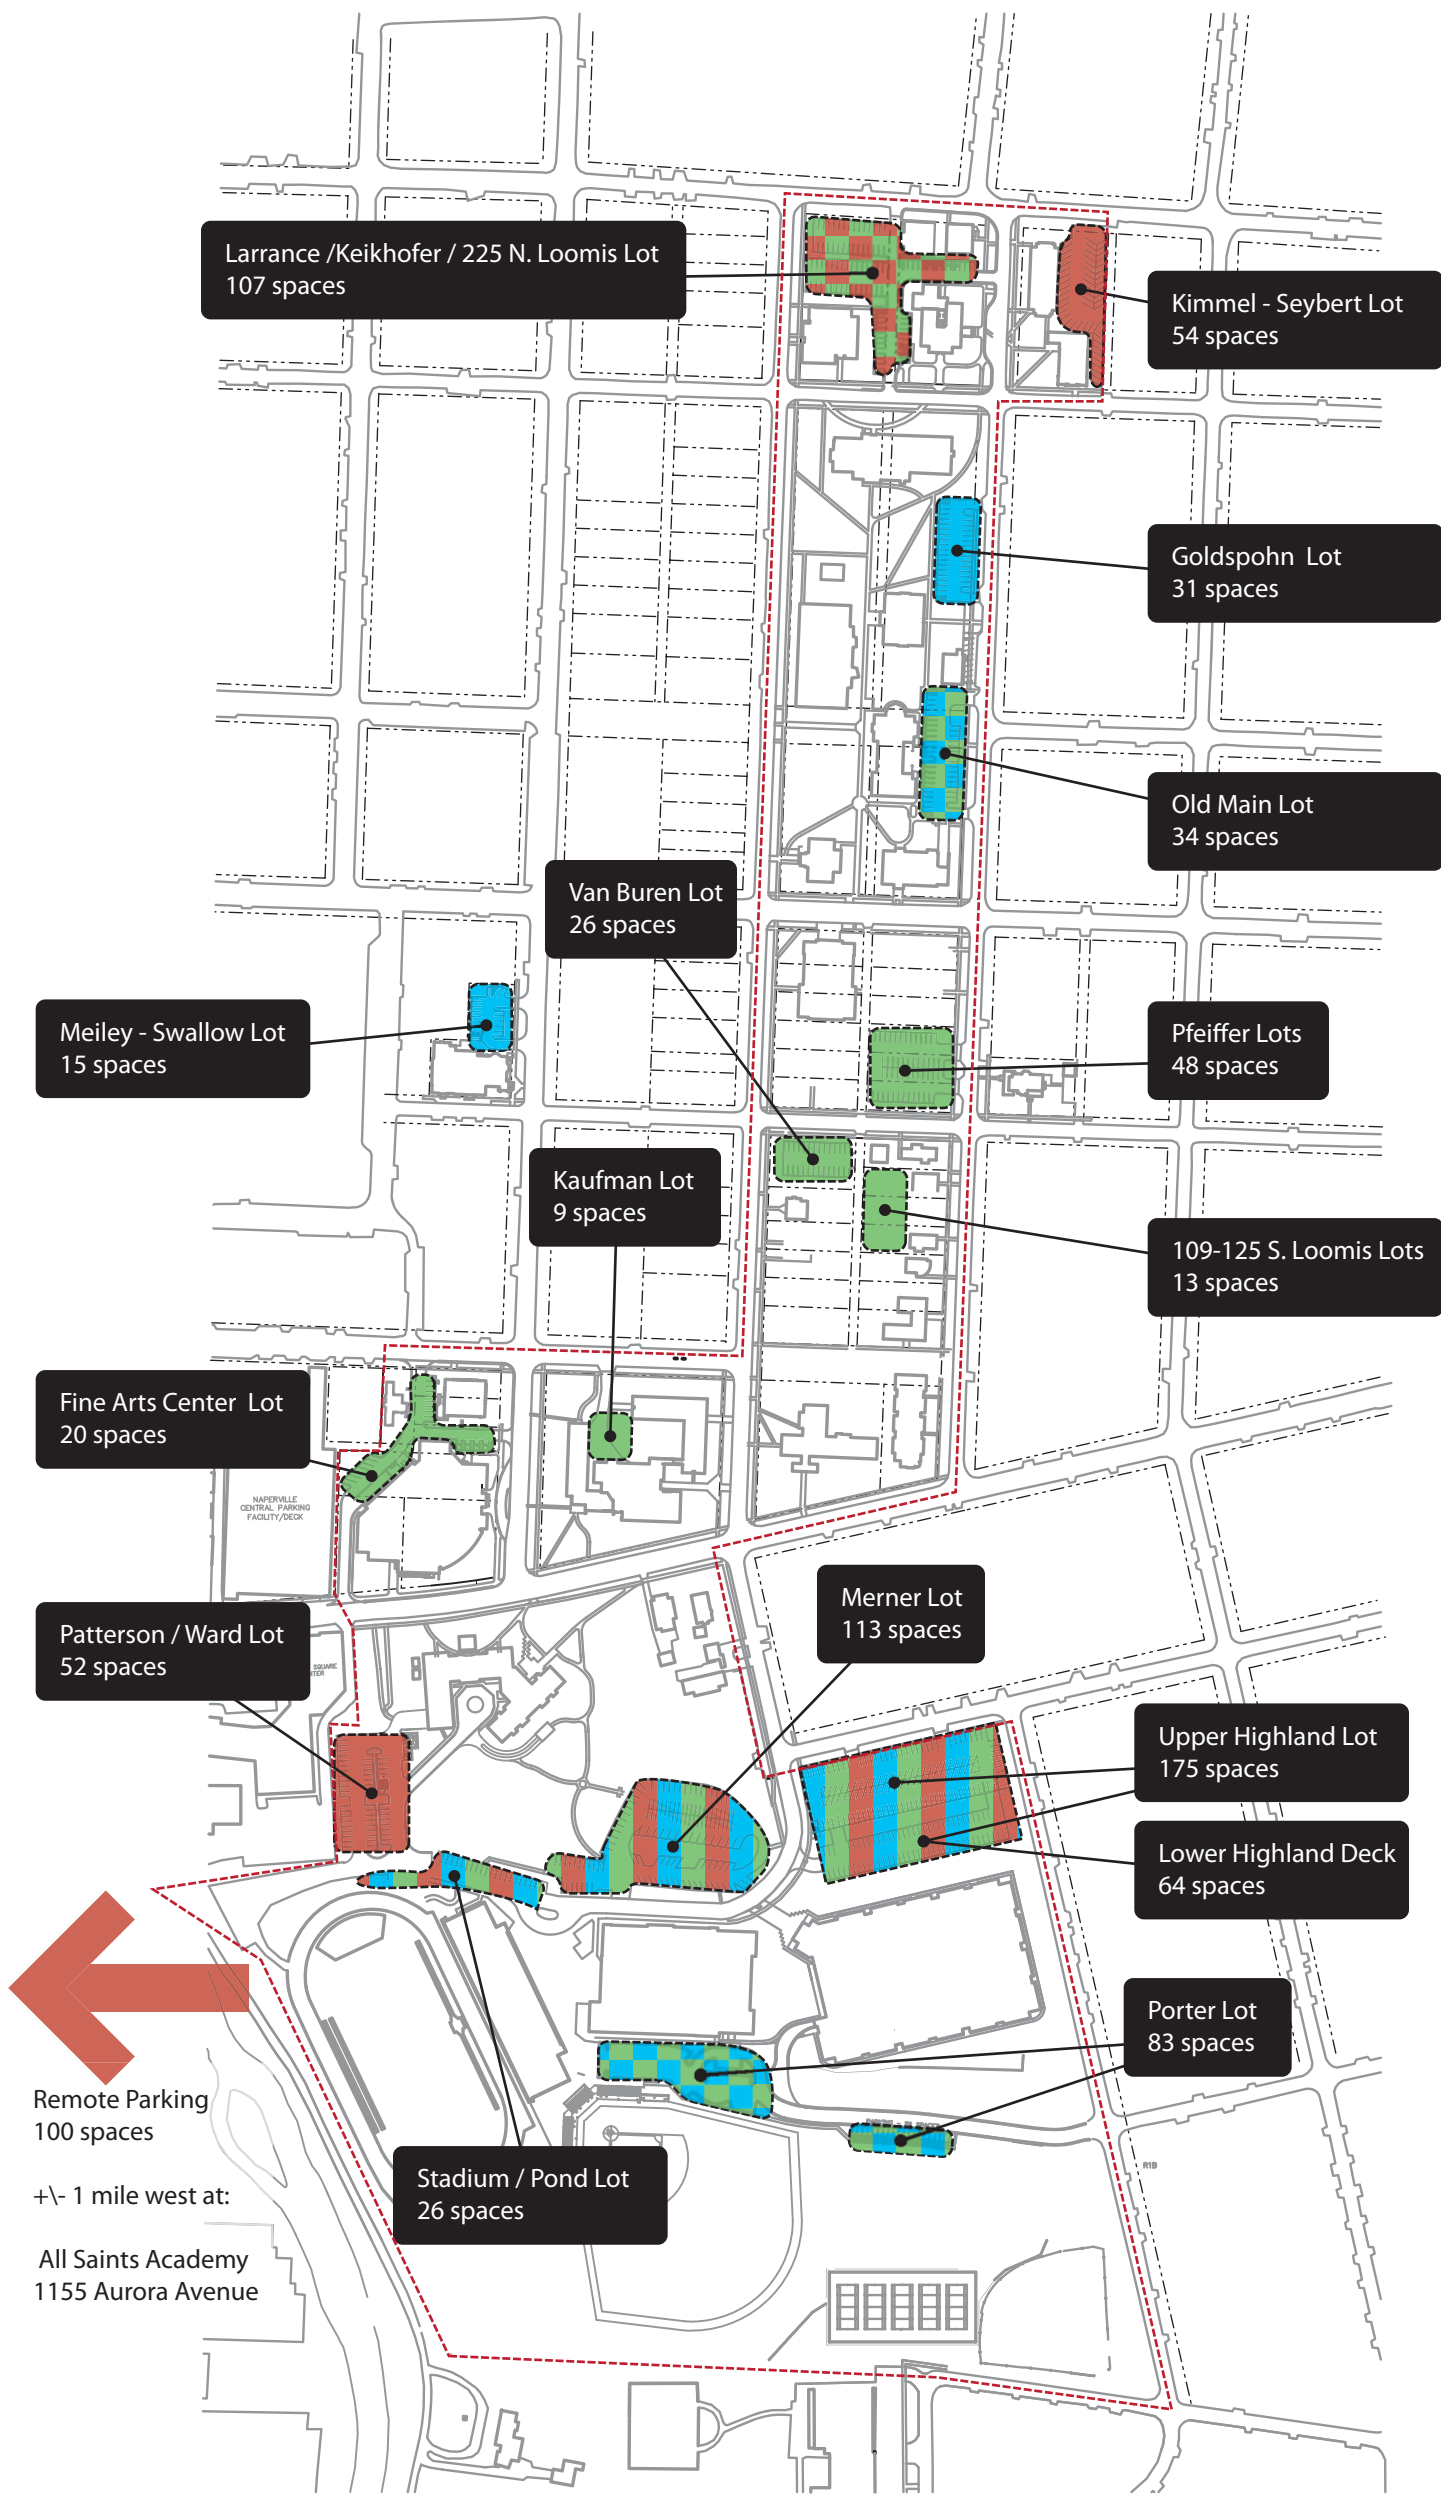 Larrance /Keikhofer / 225 N. Loomis Lot
107 spaces
Kimmel - Seybert Lot
54 spaces
Goldspohn Lot
31 spaces
Old Main Lot
34 spaces
Van Buren Lot
26 spaces
Meiley - Swallow Lot
15 spaces
Pfeiffer Lots
48 spaces
Kaufman Lot
9 spaces
109-125 S. Loomis Lots
13 spaces
Fine Arts Center Lot
20 spaces
NAPERVILLE
CENTRAL PARKING
FACILITY/DECK
Merner Lot
113 spaces
Patterson / Ward Lot
52 spaces
SQUARE
Upper Highland Lot
175 spaces
Lower Highland Deck
64 spaces
Porter Lot
83 spaces
Remote Parking
100 spaces
+\- 1 mile west at:
All Saints Academy
1155 Aurora Avenue
Stadium / Pond Lot
26 spaces
R1B